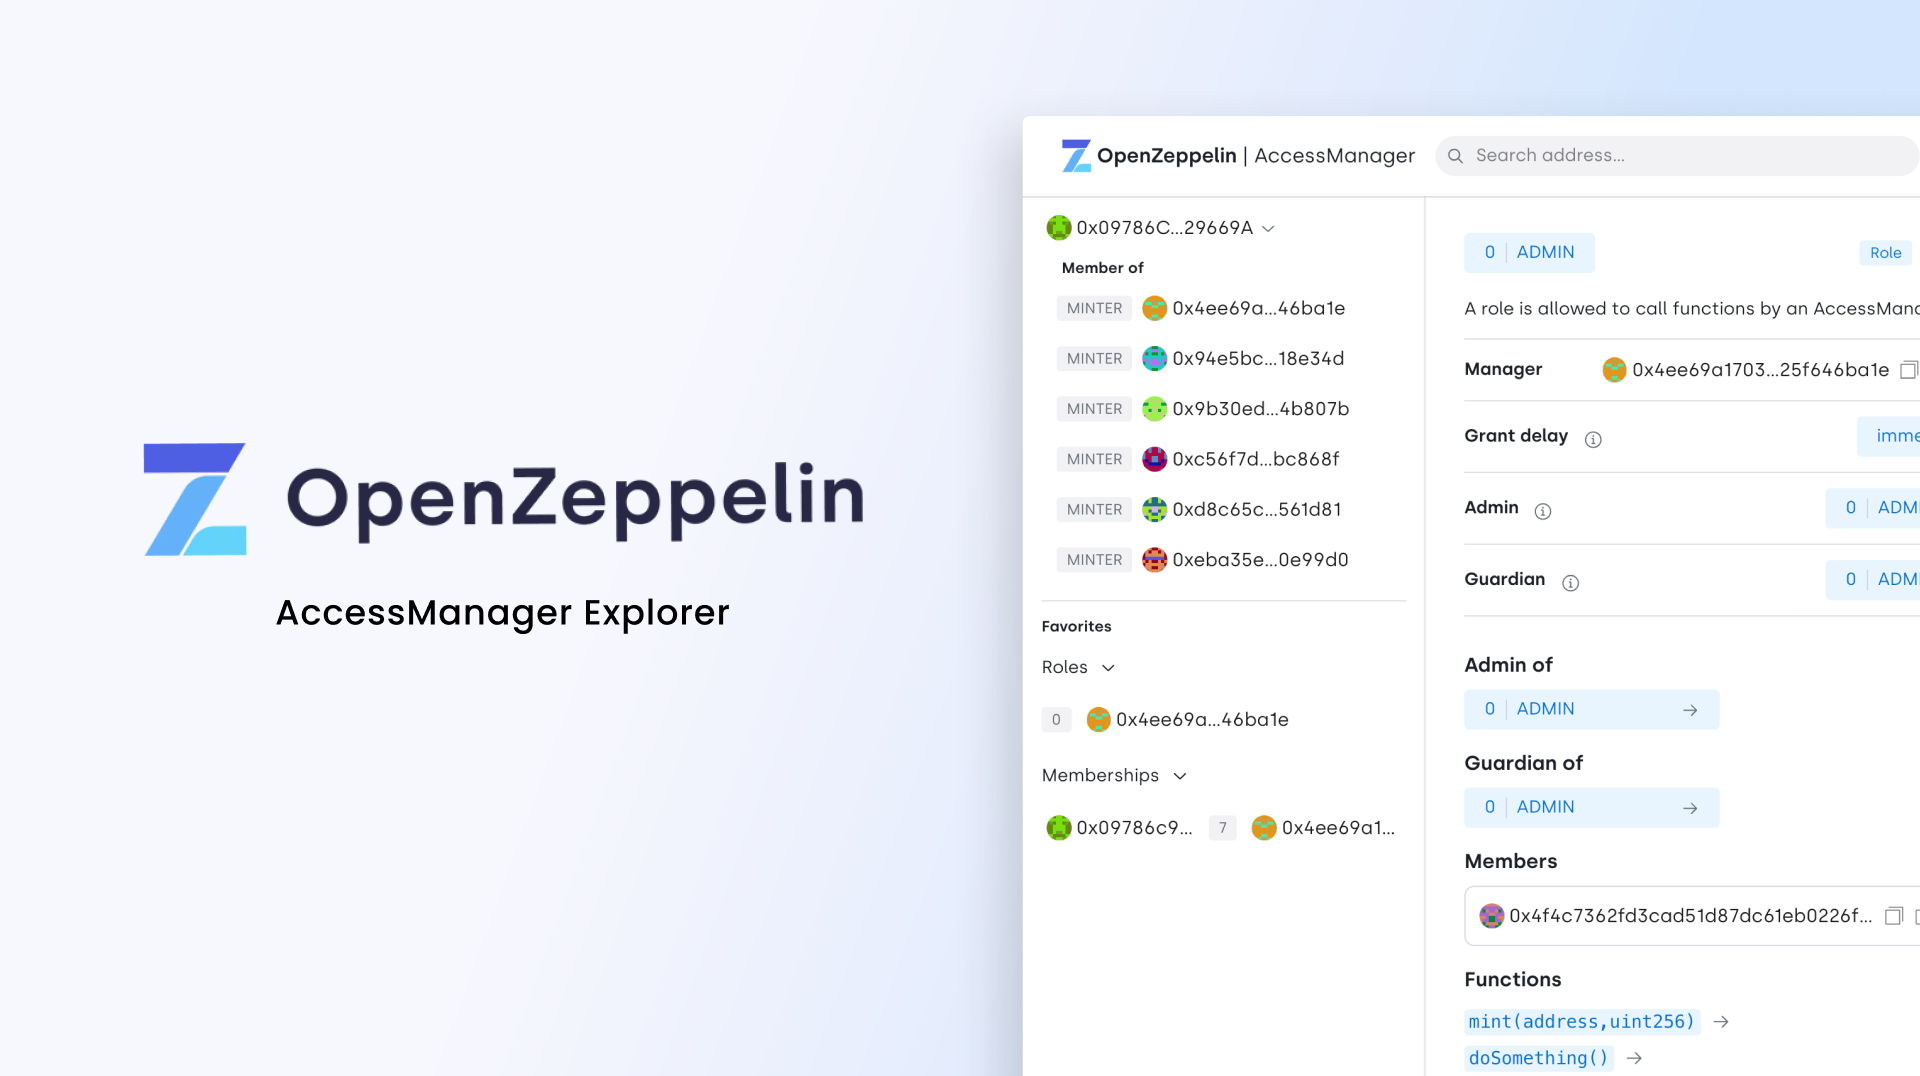 OpenZeppelin
AccessManager Explorer
OpenZeppelin | AccessManager
Search address...
0x09786C...29669A
Member of
MINTER 0x4ee69a...46ba1e
MINTER 0x94e5bc...18e34d
MINTER 0x9b30ed...4b807b
MINTER 0xc56f7d...bc868f
MINTER 0xd8c65c...561d81
MINTER 0xeba35e...0e99d0
Favorites
Roles
0 0x4ee69a...46ba1e
Memberships
0x09786c9... 7 0x4ee69a1...
0 ADMIN Role
A role is allowed to call functions by an AccessMana
Manager 0x4ee69a1703...25f646ba1e
Grant delay imme
Admin 0 ADMI
Guardian 0 ADMI
Admin of
0 ADMIN
Guardian of
0 ADMIN
Members
0x4f4c7362fd3cad51d87dc61eb0226f...
Functions
mint(address,uint256)
doSomething()